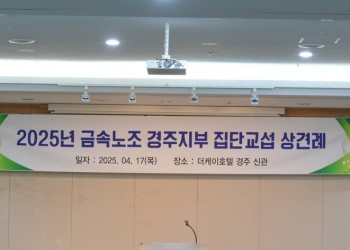 2025년 금속노조 경주지부 집단교섭 상견례
일자 : 2025. 04. 17(목) 장소 : 더케이호텔 경주 신관